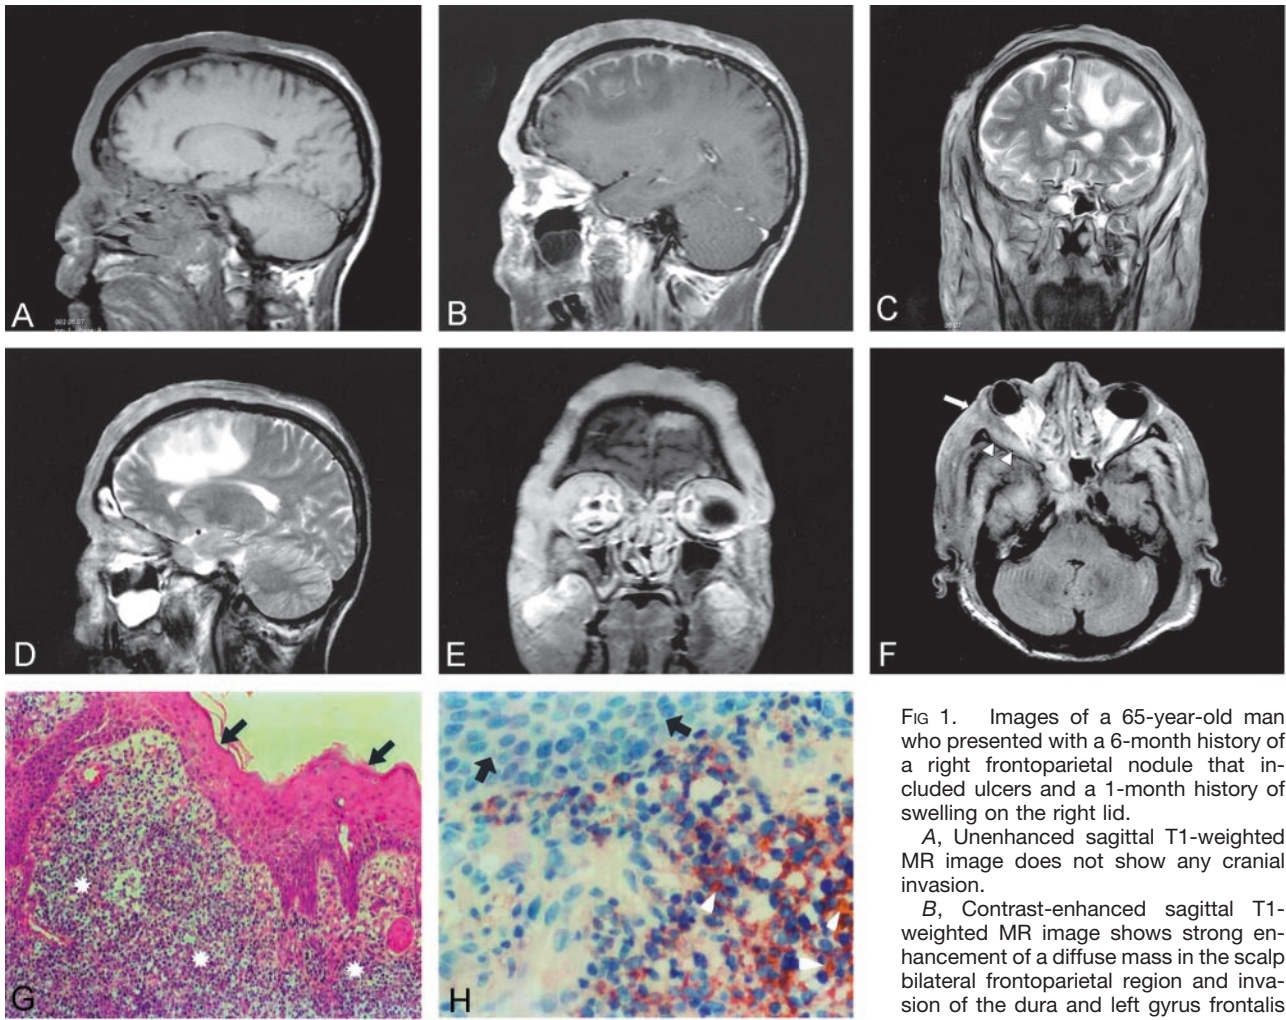 A
B
C
D
E
F
G
H
FIG 1. Images of a 65-year-old man
who presented with a 6-month history of
a right frontoparietal nodule that in-
cluded ulcers and a 1-month history of
swelling on the right lid.
A, Unenhanced sagittal T1-weighted
MR image does not show any cranial
invasion.
B, Contrast-enhanced sagittal T1-
weighted MR image shows strong en-
hancement of a diffuse mass in the scalp
bilateral frontoparietal region and inva-
sion of the dura and left gyrus frontalis